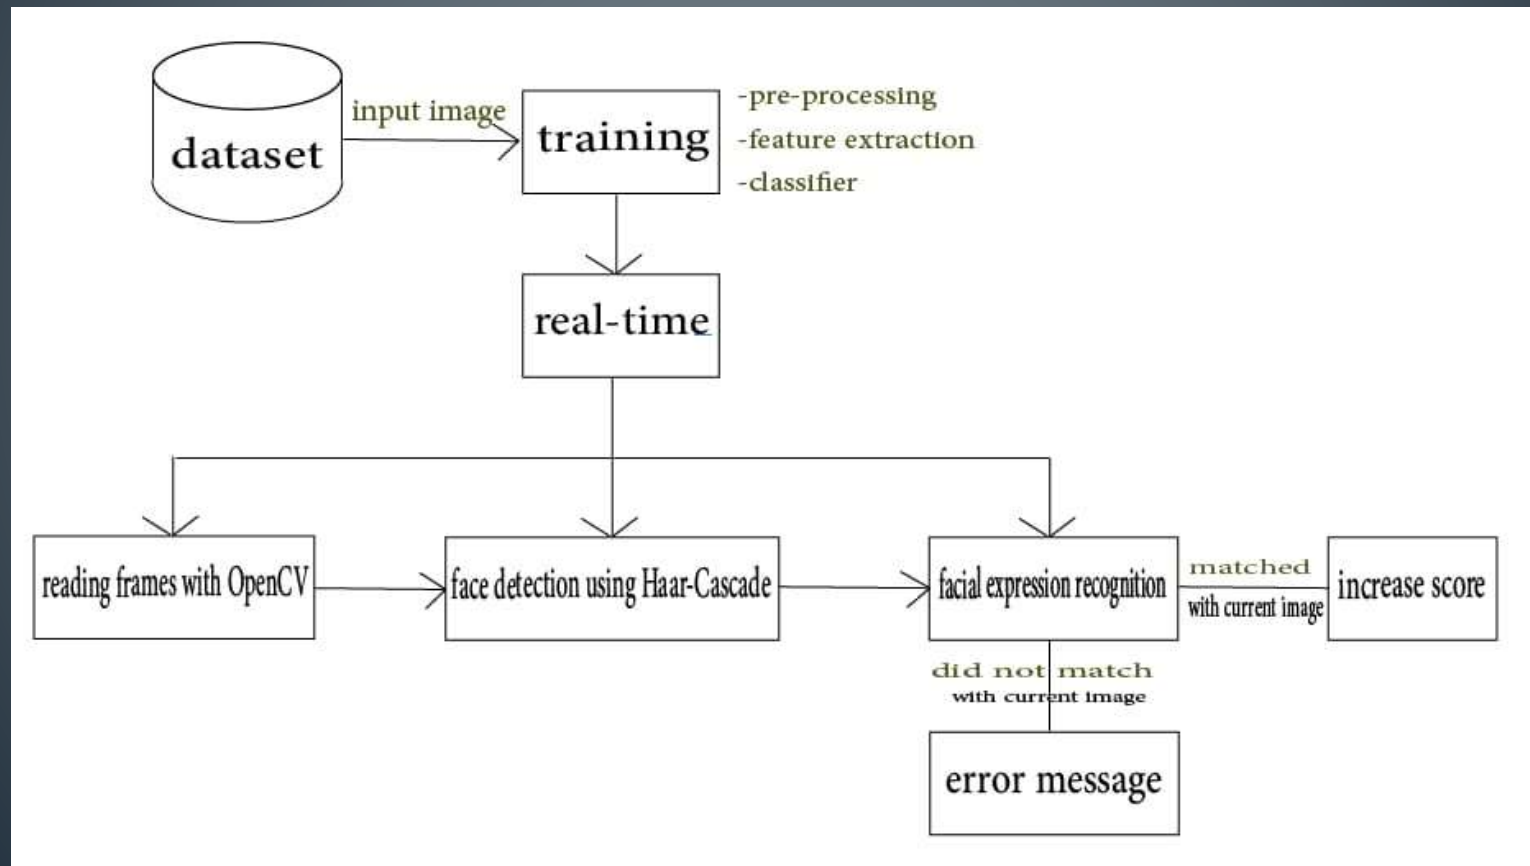 dataset
input image
training
-pre-processing
-feature extraction
-classifier
real-time
reading frames with OpenCV
face detection using Haar-Cascade
facial expression recognition
matched
with current image
increase score
did not match
with current image
error message